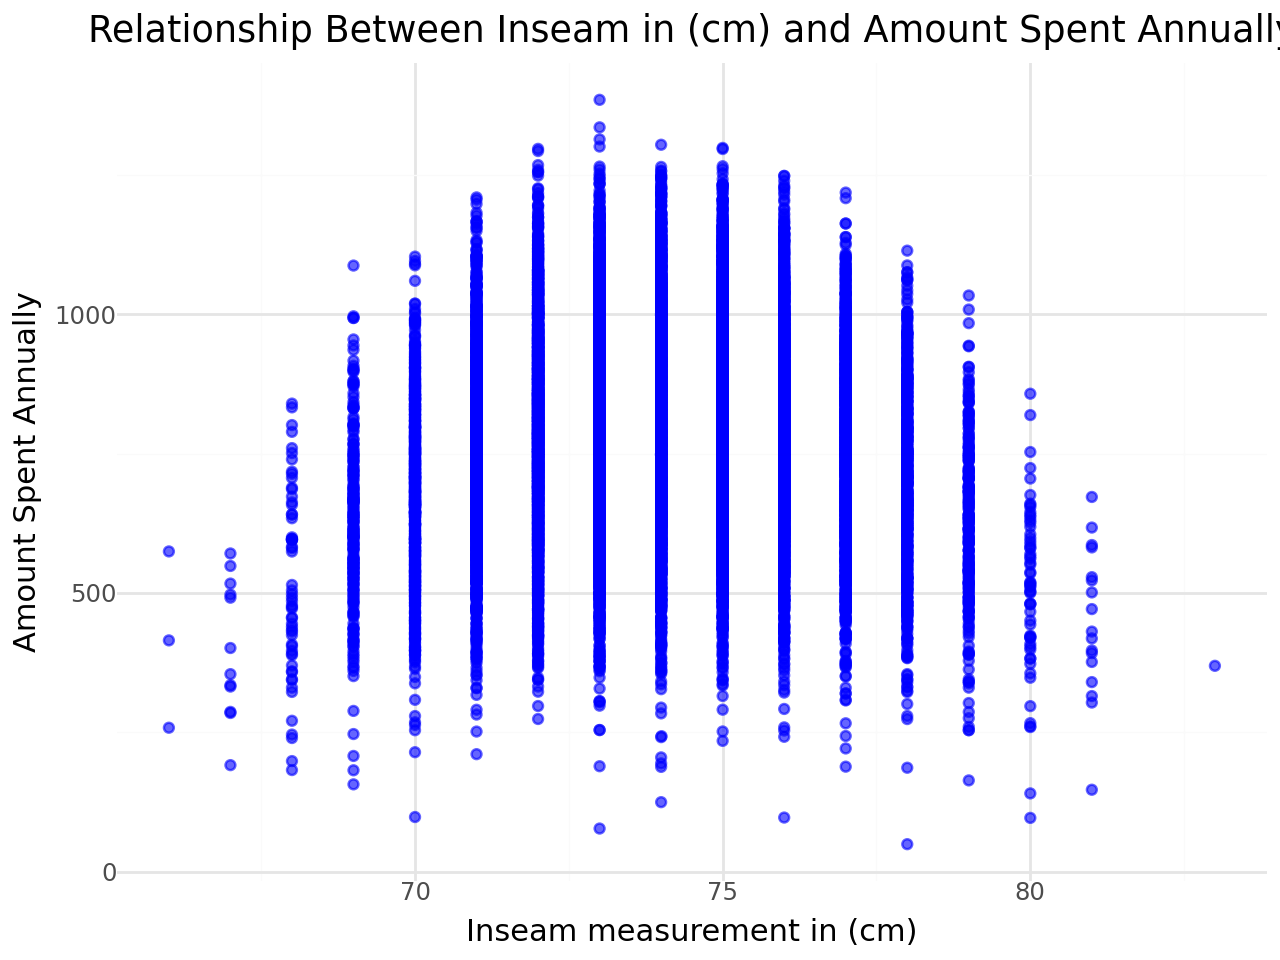 Relationship Between Inseam in (cm) and Amount Spent Annually
Amount Spent Annually
1000
500
0
70
75
80
Inseam measurement in (cm)